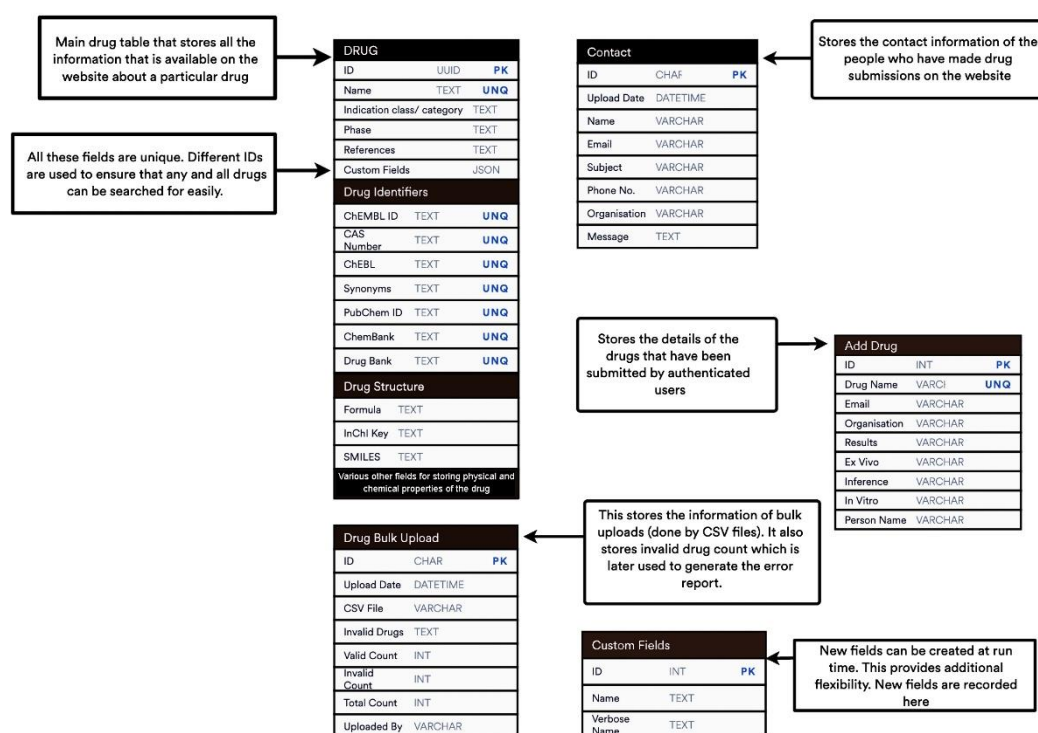 Main drug table that stores all the
information that is available on the
website about a particular drug
All these fields are unique. Different IDs
are used to ensure that any and all drugs
can be searched for easily.
DRUG
ID UUID PK
Name TEXT UNQ
Indication class/ category TEXT
Phase TEXT
References TEXT
Custom Fields JSON
Drug Identifiers
ChEMBL ID TEXT UNQ
CAS
Number TEXT UNQ
ChEBL TEXT UNQ
Synonyms TEXT UNQ
PubChem ID TEXT UNQ
ChemBank TEXT UNQ
Drug Bank TEXT UNQ
Drug Structure
Formula TEXT
InChI Key TEXT
SMILES TEXT
Various other fields for storing physical and
chemical properties of the drug
Contact
ID CHAR PK
Upload Date DATETIME
Name VARCHAR
Email VARCHAR
Subject VARCHAR
Phone No. VARCHAR
Organisation VARCHAR
Message TEXT
Stores the contact information of the
people who have made drug
submissions on the website
Stores the details of the
drugs that have been
submitted by authenticated
users
Add Drug
ID INT PK
Drug Name VARCI UNQ
Email VARCHAR
Organisation VARCHAR
Results VARCHAR
Ex Vivo VARCHAR
Inference VARCHAR
In Vitro VARCHAR
Person Name VARCHAR
Drug Bulk Upload
ID CHAR PK
Upload Date DATETIME
CSV File VARCHAR
Invalid Drugs TEXT
Valid Count INT
Invalid
Count INT
Total Count INT
Uploaded By VARCHAR
This stores the information of bulk
uploads (done by CSV files). It also
stores invalid drug count which is
later used to generate the error
report.
Custom Fields
ID INT PK
Name TEXT
Verbose
Name TEXT
New fields can be created at run
time. This provides additional
flexibility. New fields are recorded
here